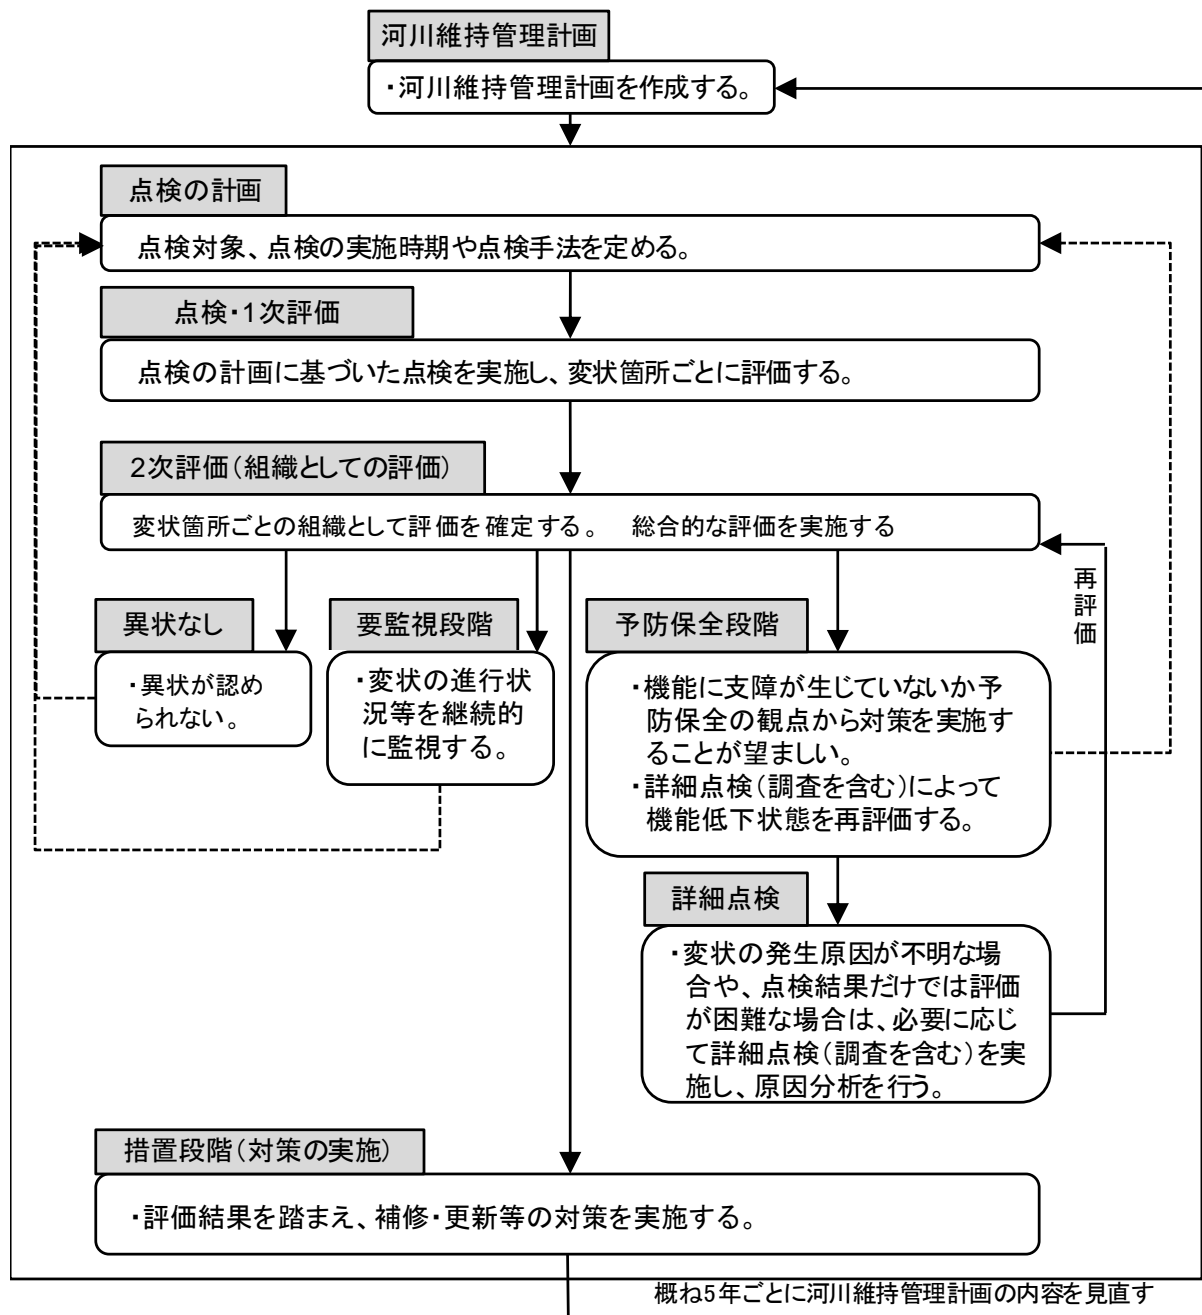 河川維持管理計画
・河川維持管理計画を作成する。
点検の計画
点検対象、点検の実施時期や点検手法を定める。
点検・1次評価
点検の計画に基づいた点検を実施し、変状箇所ごとに評価する。
2次評価(組織としての評価)
変状箇所ごとの組織として評価を確定する。 総合的な評価を実施する
再評価
異状なし
・異状が認め
られない。
要監視段階
・変状の進行状
況等を継続的
に監視する。
予防保全段階
・機能に支障が生じていないか予
防保全の観点から対策を実施す
ることが望ましい。
・詳細点検(調査を含む)によって
機能低下状態を再評価する。
詳細点検
・変状の発生原因が不明な場
合や、点検結果だけでは評価
が困難な場合は、必要に応じ
て詳細点検(調査を含む)を実
施し、原因分析を行う。
措置段階(対策の実施)
・評価結果を踏まえ、補修・更新等の対策を実施する。
概ね5年ごとに河川維持管理計画の内容を見直す